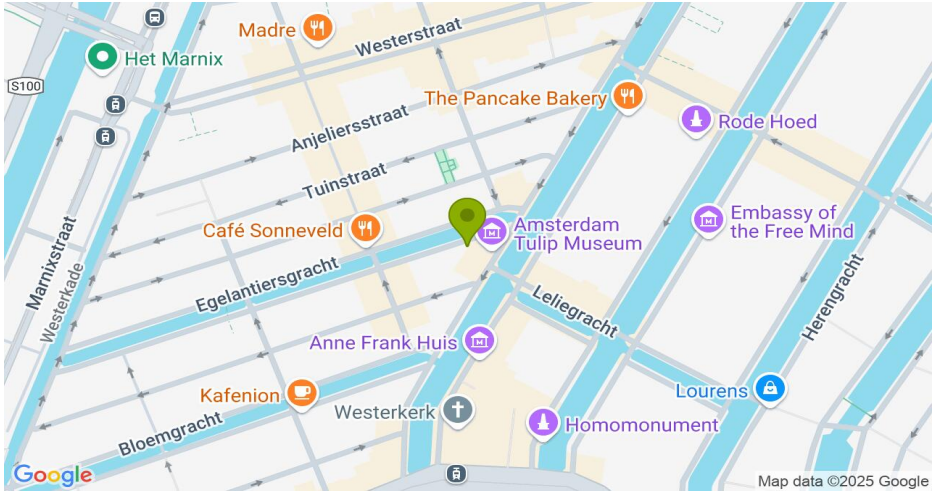 Madre
Westerstraat
Het Marnix
S100
The Pancake Bakery
Rode Hoed
Anjeliersstraat
Tuinstraat
Café Sonneveld
Amsterdam
Tulip Museum
Embassy of
the Free Mind
Marnixstraat
Westerkade
Egelantiersgracht
Leliegracht
Herengracht
Anne Frank Huis
Kafenion
Westerkerk
Lourens
Homomonument
Bloemgracht
Google
Map data ©2025 Google